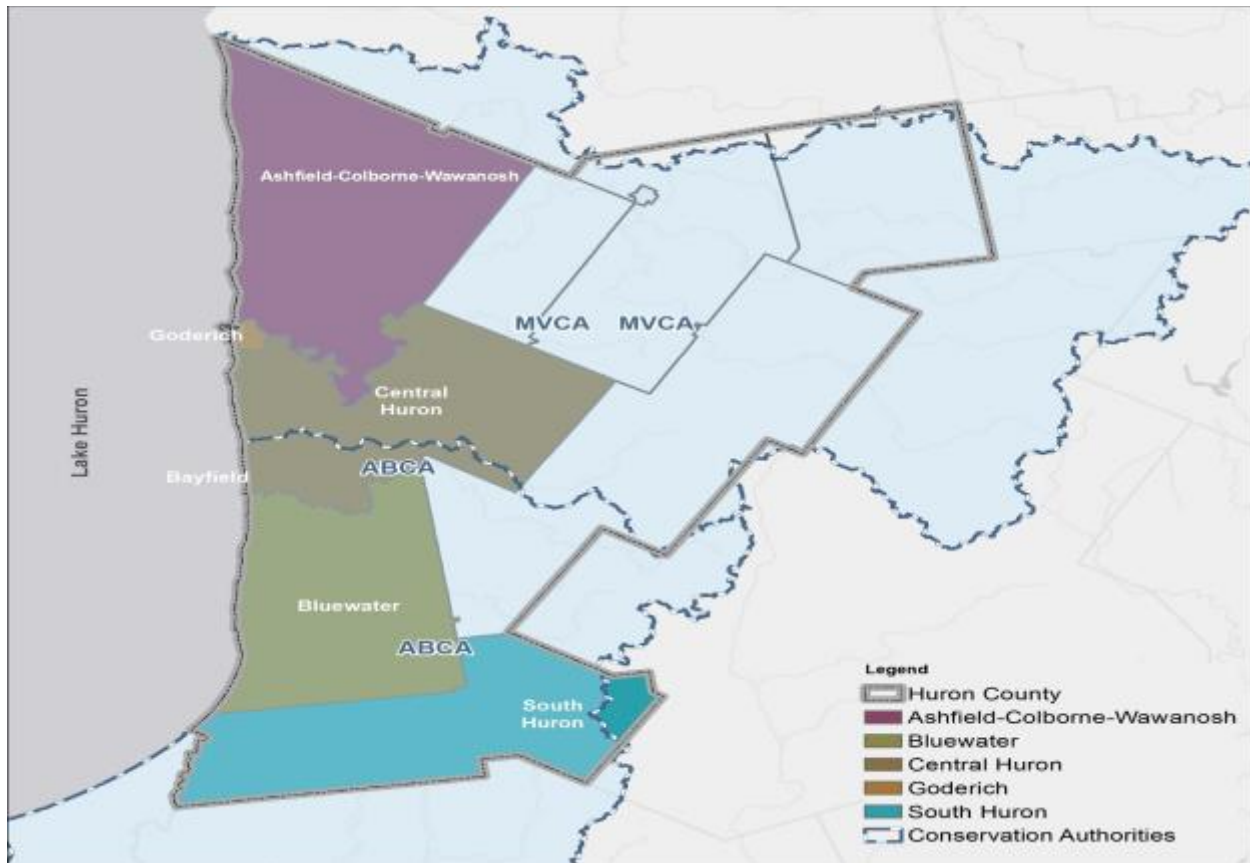 Ashfield-Colborne-Wawanosh
Goderich
MVCA
MVCA
Central
Huron
Lake Huron
ABCA
Bayfield
Bluewater
ABCA
South
Huron
Legend
Huron County
Ashfield-Colborne-Wawanosh
Bluewater
Central Huron
Goderich
South Huron
Conservation Authorities